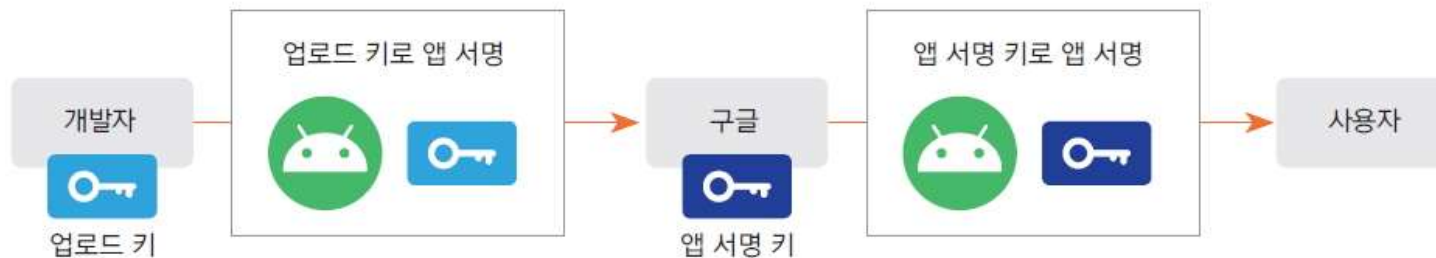 업로드 키로 앱 서명
앱 서명 키로 앱 서명
개발자
구글
사용자
업로드 키
앱 서명 키